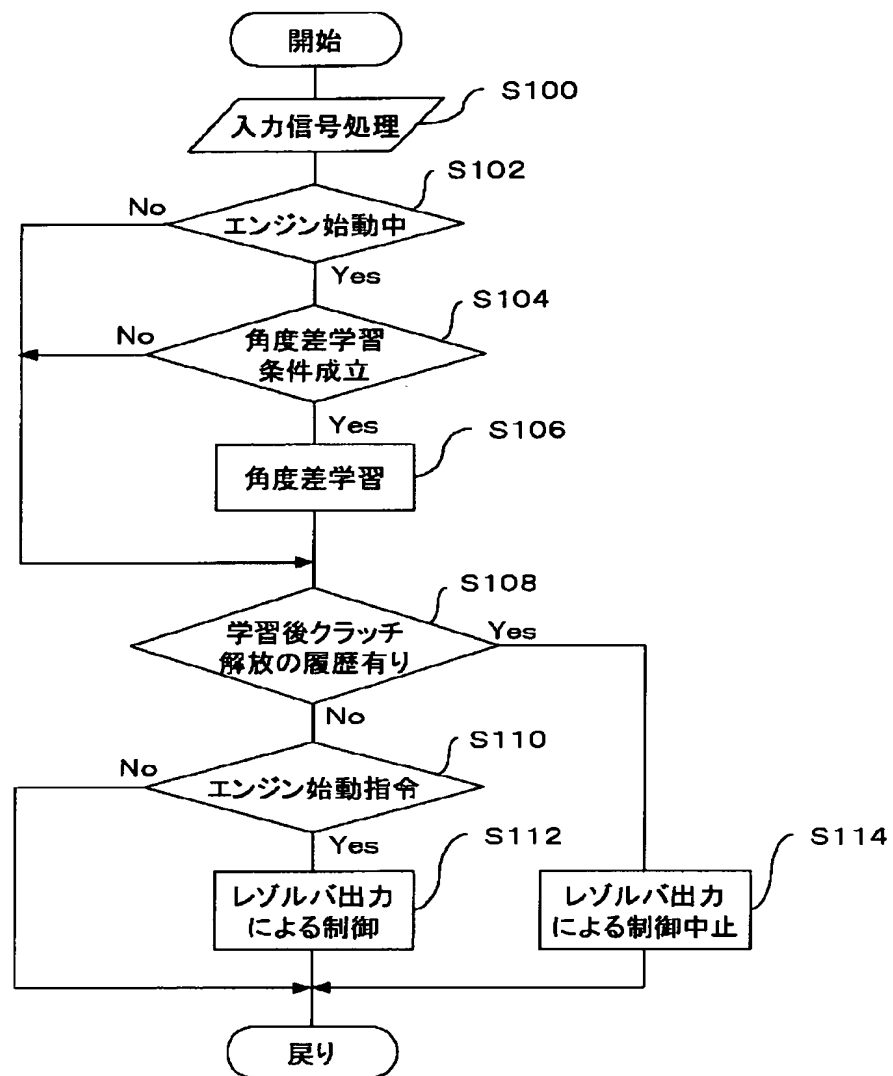 開始
S100
入力信号処理
S102
No
エンジン始動中
Yes
S104
No
角度差学習
条件成立
Yes
S106
角度差学習
S108
学習後クラッチ
解放の履歴有り
Yes
No
S110
No
エンジン始動指令
Yes
S112
S114
レゾルバ出力
による制御
レゾルバ出力
による制御中止
戻り